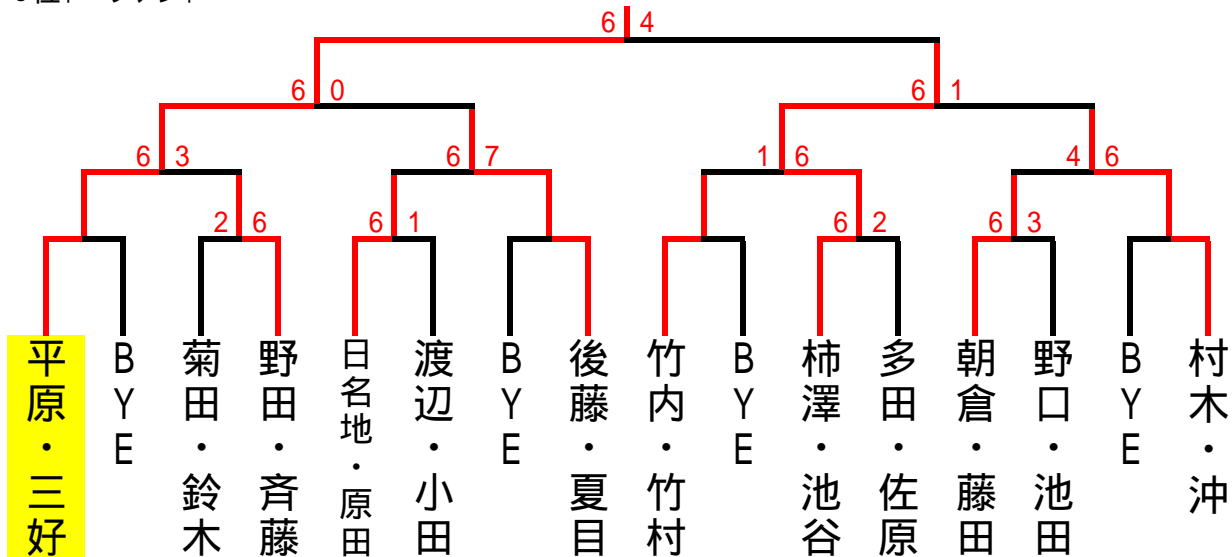 6 4
6 0
6 1
6 3
6 7
1 6
4 6
2 6
6 1
6 2
6 3
平原・三好
BYE
菊田・鈴木
野田・斉藤
日名地・原田
渡辺・小田
BYE
後藤・夏目
竹内・竹村
BYE
柿澤・池谷
多田・佐原
朝倉・藤田
野口・池田
BYE
村木・沖